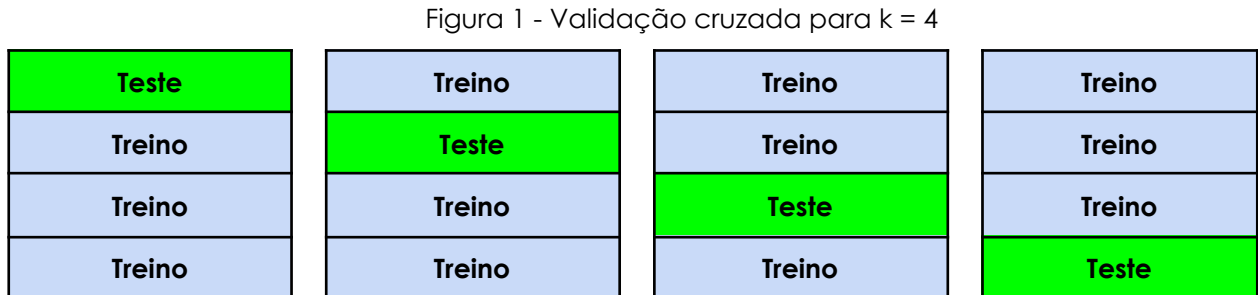 Figura 1 - Validação cruzada para k = 4
Teste Treino Treino Treino
Treino Teste Treino Treino
Treino Treino Teste Treino
Treino Treino Treino Teste